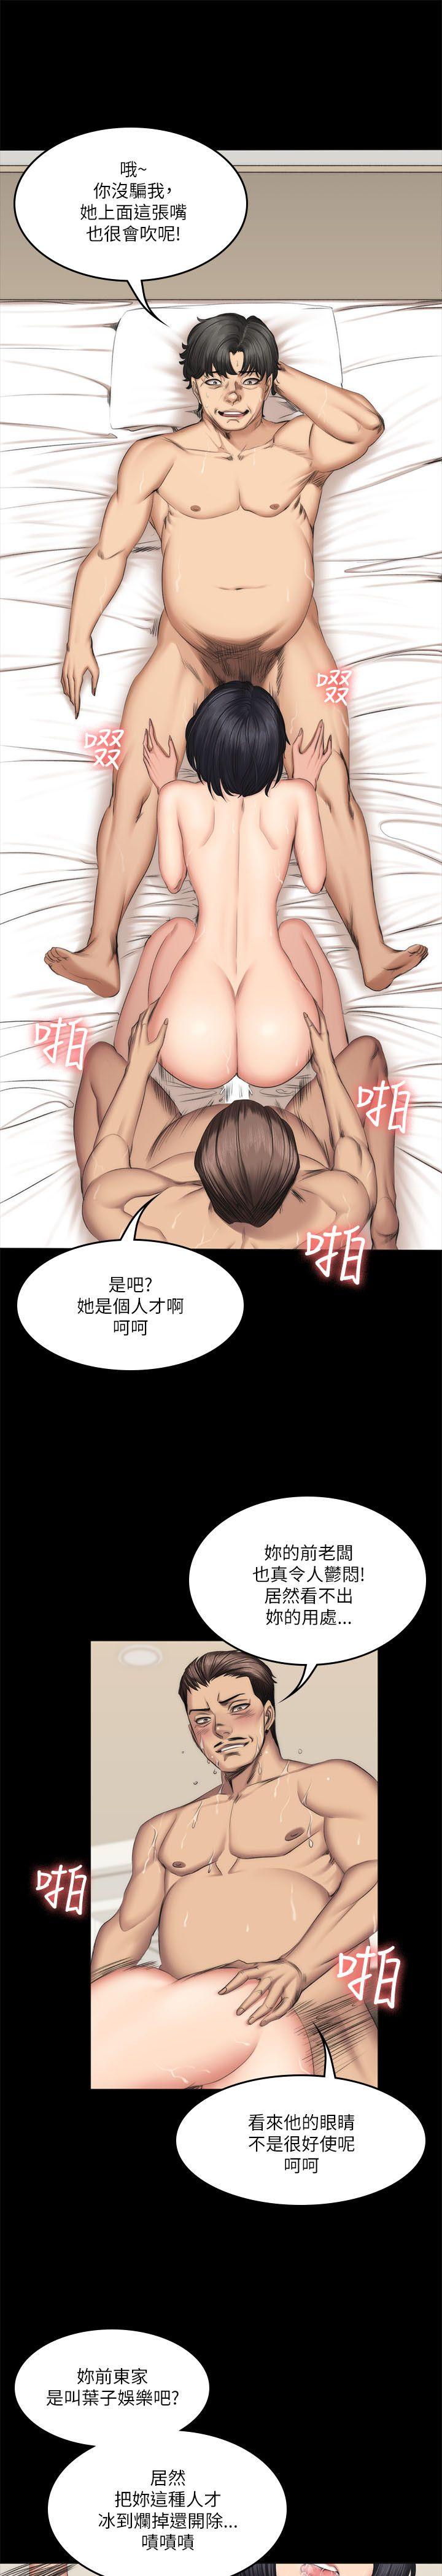 哦~
你沒騙我,
她上面這張嘴
也很會吹呢!
啜
啜
啪
啪
啪
是吧?
她是個人才啊
呵呵
妳的前老闆
也真令人鬱悶!
居然看不出
妳的用處...
啪
啪
看來他的眼睛
不是很好使呢
呵呵
妳前東家
是叫葉子娛樂吧?
居然
把妳這種人才
冰到爛掉還開除...
嘖嘖嘖